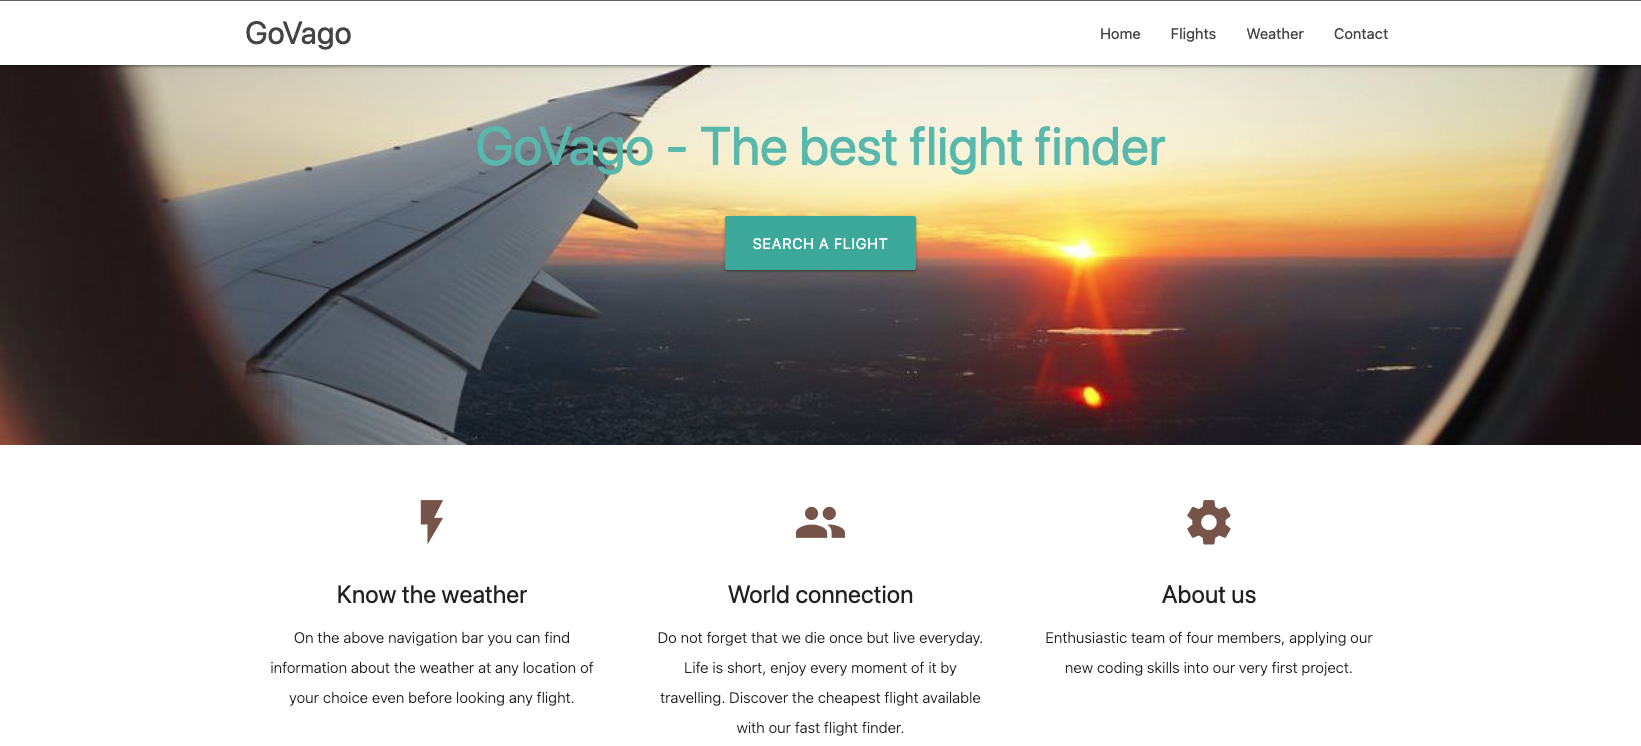 GoVago
Home Flights Weather Contact
GoVago - The best flight finder
SEARCH A FLIGHT
Know the weather
On the above navigation bar you can find
information about the weather at any location of
your choice even before looking any flight.
World connection
Do not forget that we die once but live everyday.
Life is short, enjoy every moment of it by
travelling. Discover the cheapest flight available
with our fast flight finder.
About us
Enthusiastic team of four members, applying our
new coding skills into our very first project.